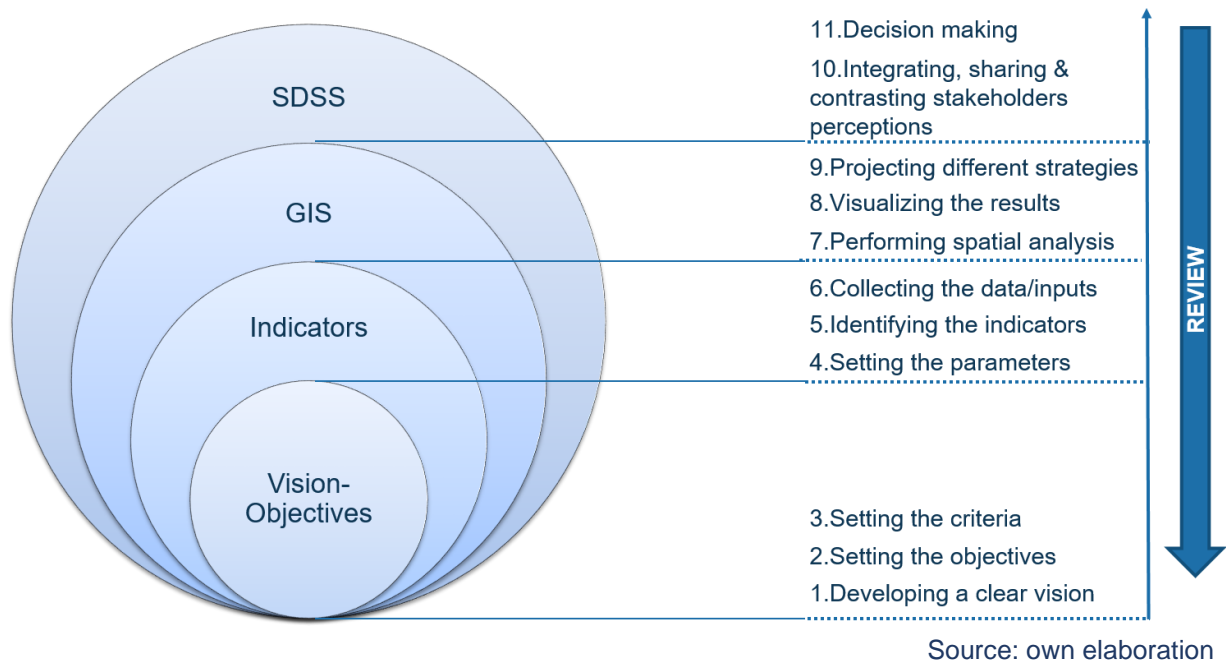 SDSS
GIS
Indicators
Vision-
Objectives
11.Decision making
10.Integrating, sharing &
contrasting stakeholders
perceptions
9.Projecting different strategies
8.Visualizing the results
7.Performing spatial analysis
6.Collecting the data/inputs
5.Identifying the indicators
4.Setting the parameters
3.Setting the criteria
2.Setting the objectives
1.Developing a clear vision
REVIEW
Source: own elaboration